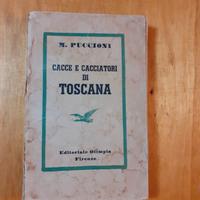 M. PUCCIONI
CACCE E CACCIATORI
DI
TOSCANA
Editoriale Olimpia
Firenze